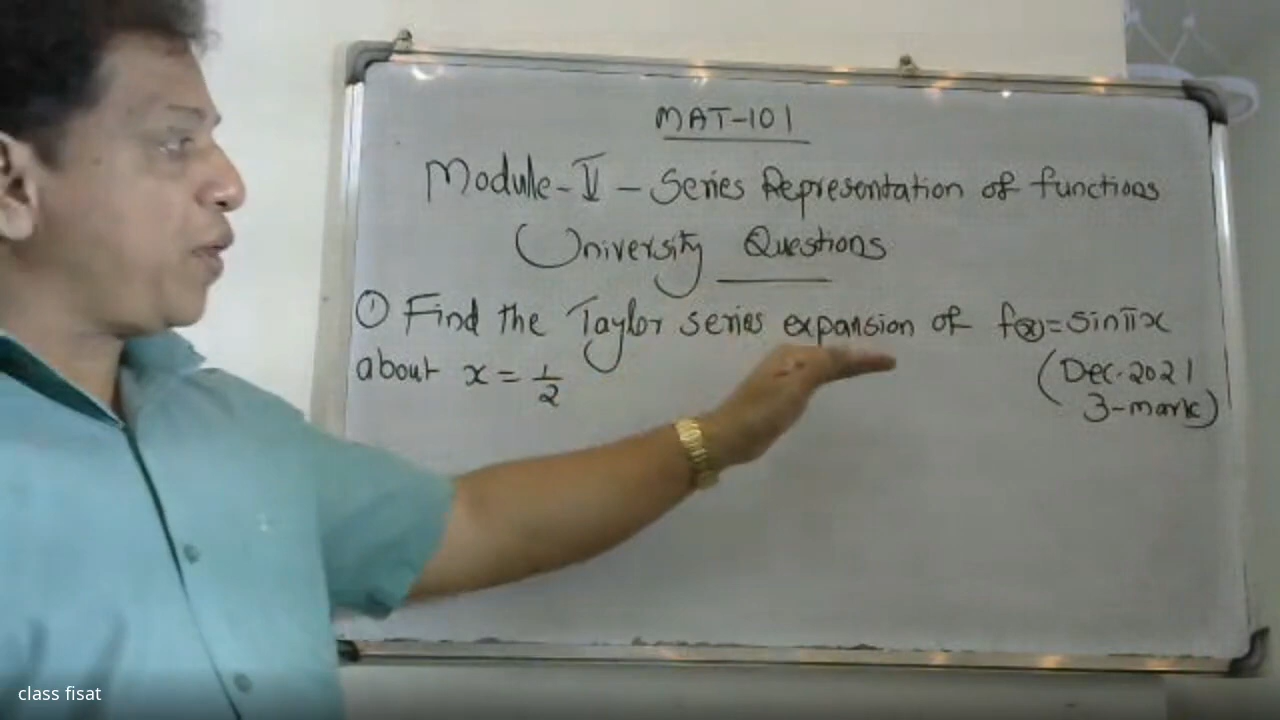 MAT-101
Module-V - Series Representation of functions
University Questions
① Find the Taylor series expansion of f(x)=sinπx
about x = 1/2
(Dec-2021
3-mark)
class fisat